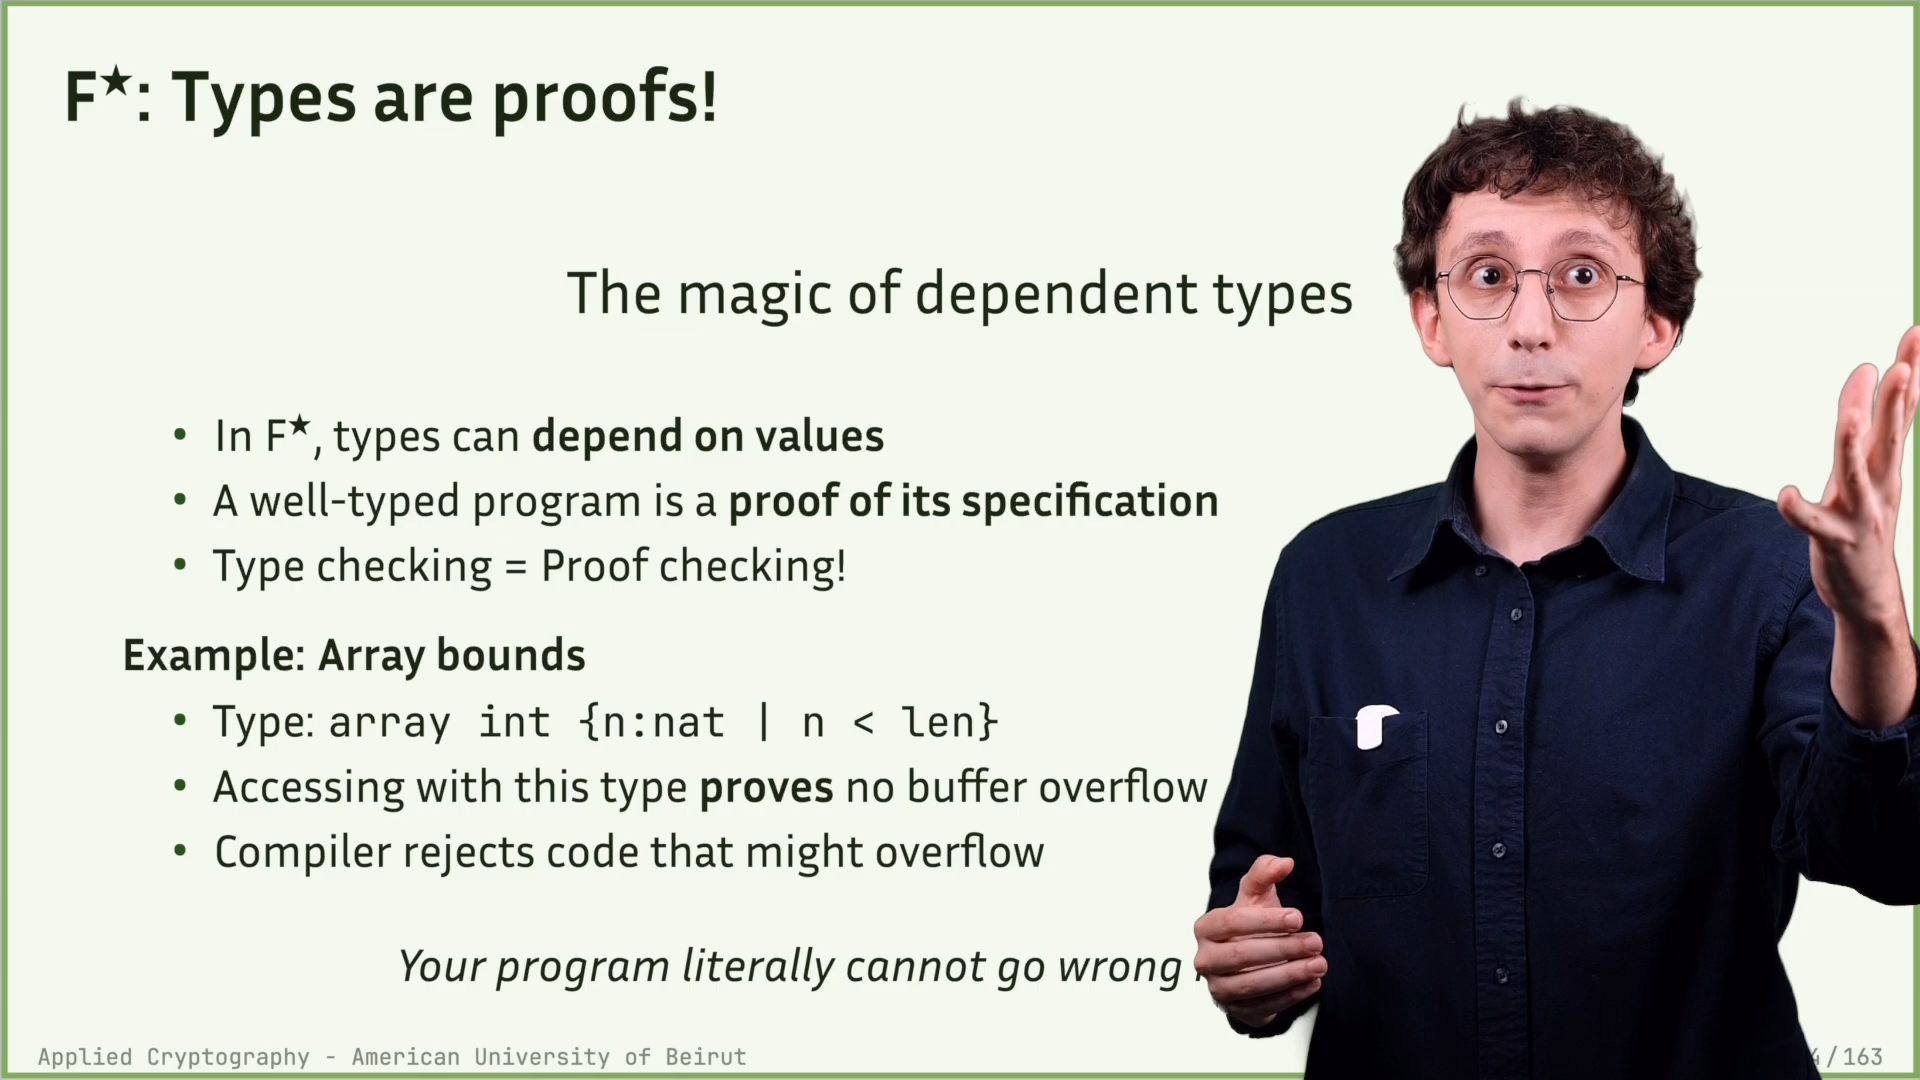 F★: Types are proofs!
The magic of dependent types
• In F★, types can depend on values
• A well-typed program is a proof of its specification
• Type checking = Proof checking!
Example: Array bounds
• Type: array int {n:nat | n < len}
• Accessing with this type proves no buffer overflow
• Compiler rejects code that might overflow
Your program literally cannot go wrong
Applied Cryptography - American University of Beirut
/ 163